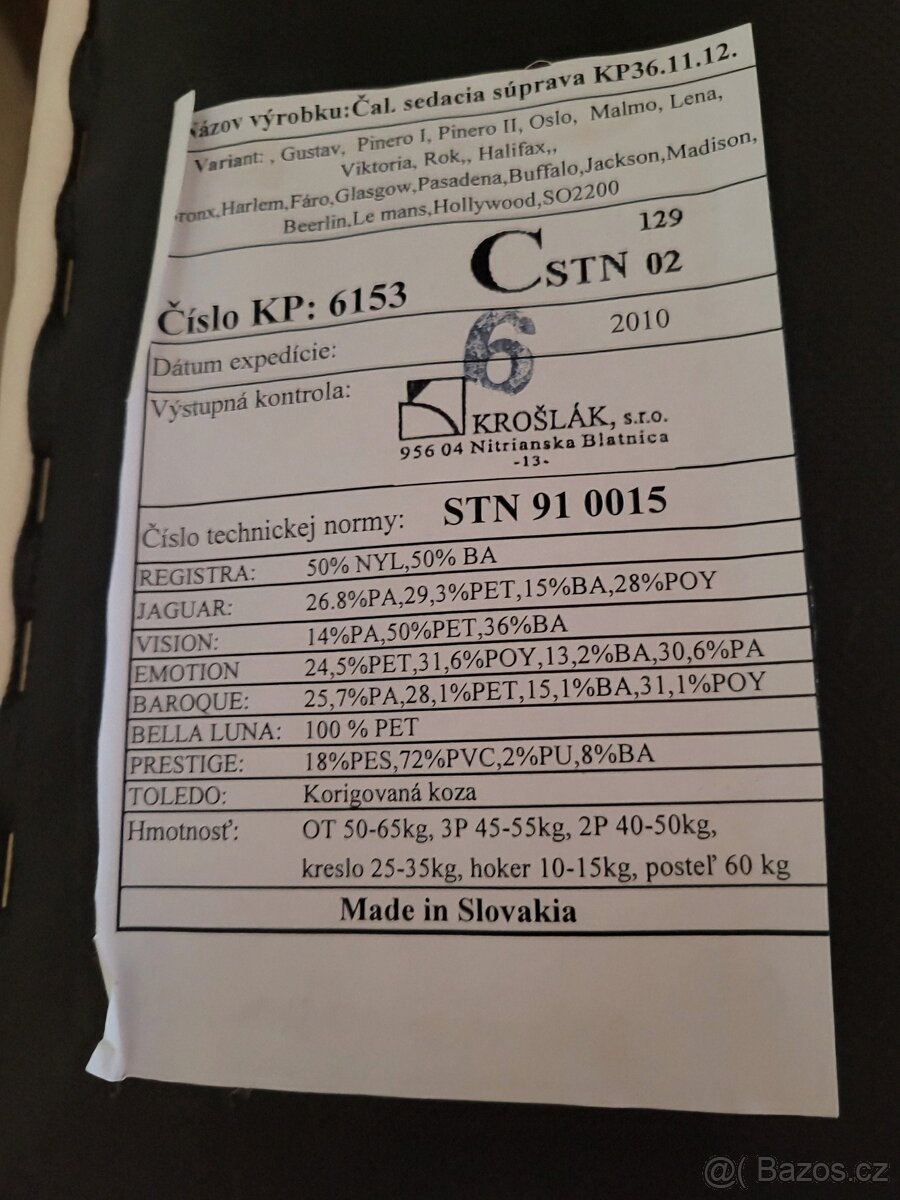 Názov výrobku:Čal. sedacia súprava KP36.11.12.
Variant: , Gustav, Pinero I, Pinero II, Oslo, Malmo, Lena,
Viktoria, Rok,, Halifax,,
ronx,Harlem,Fáro,Glasgow,Pasadena,Buffalo,Jackson,Madison,
Beerlin,Le mans,Hollywood,SO2200
129
Číslo KP: 6153 CSTN 02
Dátum expedície: 6 2010
Výstupná kontrola:
KROŠLÁK, s.r.o.
956 04 Nitrianska Blatnica
-13-
Číslo technickej normy: STN 91 0015
REGISTRA: 50% NYL,50% BA
JAGUAR: 26.8%PA,29,3%PET,15%BA,28%POY
VISION: 14%PA,50%PET,36%BA
EMOTION 24,5%PET,31,6%POY,13,2%BA,30,6%PA
BAROQUE: 25,7%PA,28,1%PET,15,1%BA,31,1%POY
BELLA LUNA: 100 % PET
PRESTIGE: 18%PES,72%PVC,2%PU,8%BA
TOLEDO: Korigovaná koza
Hmotnosť: OT 50-65kg, 3P 45-55kg, 2P 40-50kg,
kreslo 25-35kg, hoker 10-15kg, posteľ 60 kg
Made in Slovakia
@( Bazos.cz